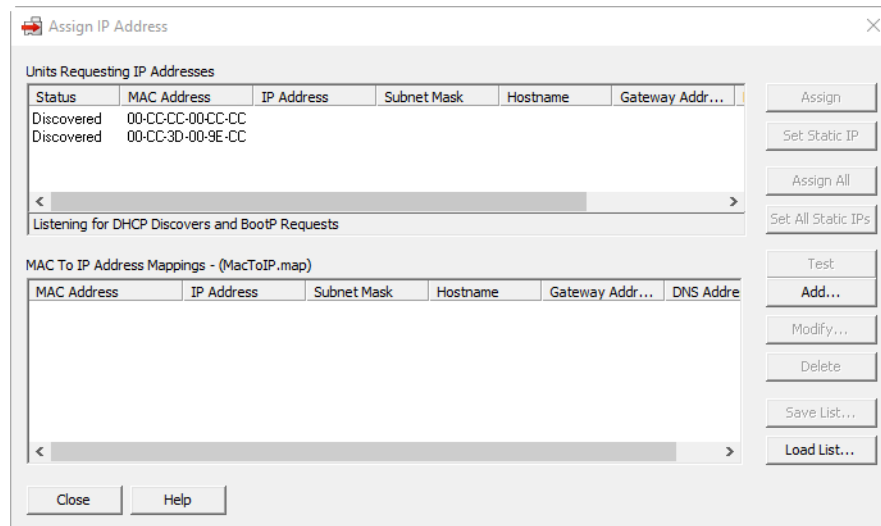 Assign IP Address
Units Requesting IP Addresses
Status MAC Address IP Address Subnet Mask Hostname Gateway Addr...
Discovered 00-CC-CC-00-CC-CC
Discovered 00-CC-3D-00-9E-CC
Listening for DHCP Discovers and BootP Requests
Assign
Set Static IP
Assign All
Set All Static IPs
MAC To IP Address Mappings - (MacToIP.map)
MAC Address IP Address Subnet Mask Hostname Gateway Addr... DNS Addre
Test
Add...
Modify...
Delete
Save List...
Load List...
Close Help